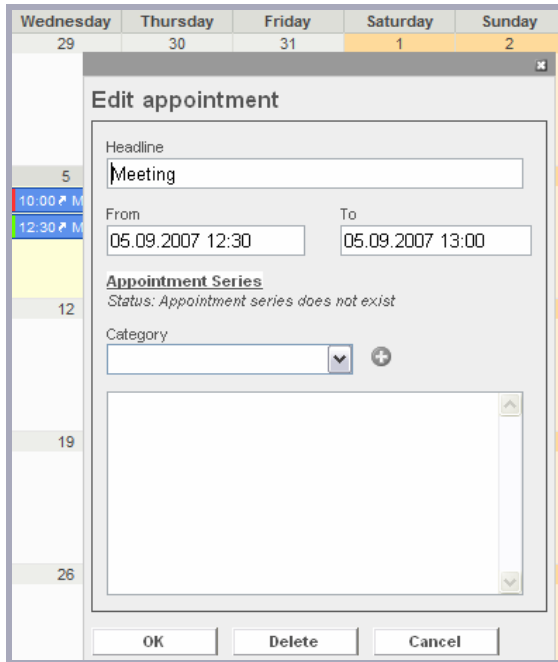 Wednesday Thursday Friday Saturday Sunday
29 30 31 1 2
Edit appointment
Headline
Meeting
5
10:00 M
12:30 M
From To
05.09.2007 12:30 05.09.2007 13:00
Appointment Series
Status: Appointment series does not exist
12
Category
19
26
OK Delete Cancel